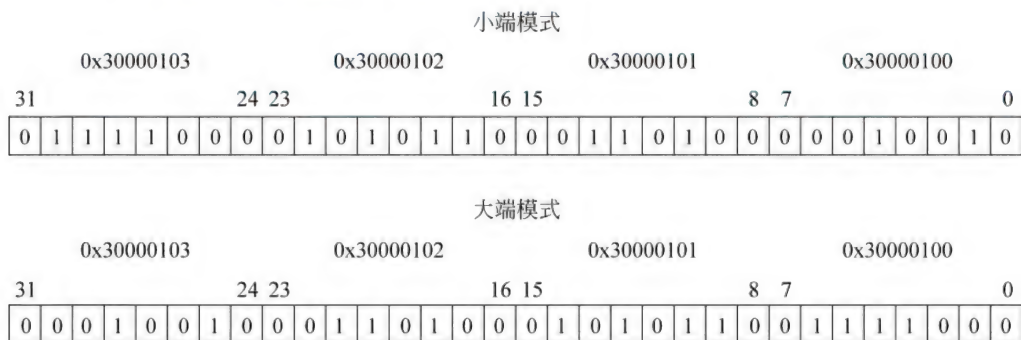 小端模式
0x30000103 0x30000102 0x30000101 0x30000100
31 24 23 16 15 8 7 0
0 1 1 1 1 0 0 0 0 1 0 1 0 1 1 0 0 0 1 1 0 1 0 0 0 0 0 1 0 0 1 0
大端模式
0x30000103 0x30000102 0x30000101 0x30000100
31 24 23 16 15 8 7 0
0 0 0 1 0 0 1 0 0 0 1 1 0 1 0 0 0 1 0 1 0 1 1 0 0 1 1 1 1 0 0 0